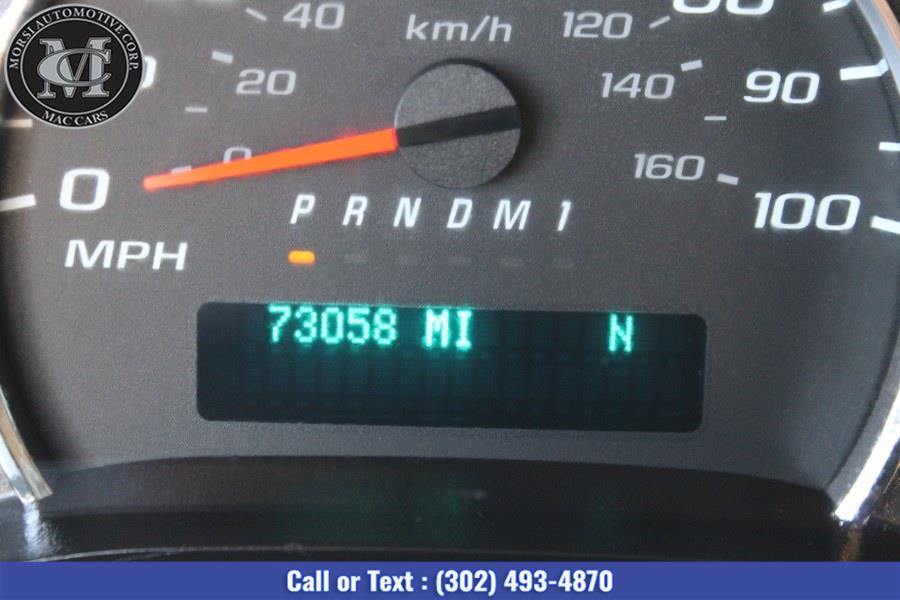 MORSI AUTOMOTIVE CORP.
MC
MAC CARS
40 km/h 120
20 140 90
0 0 160 100
P R N D M 1
MPH
73058 MI N
Call or Text : (302) 493-4870